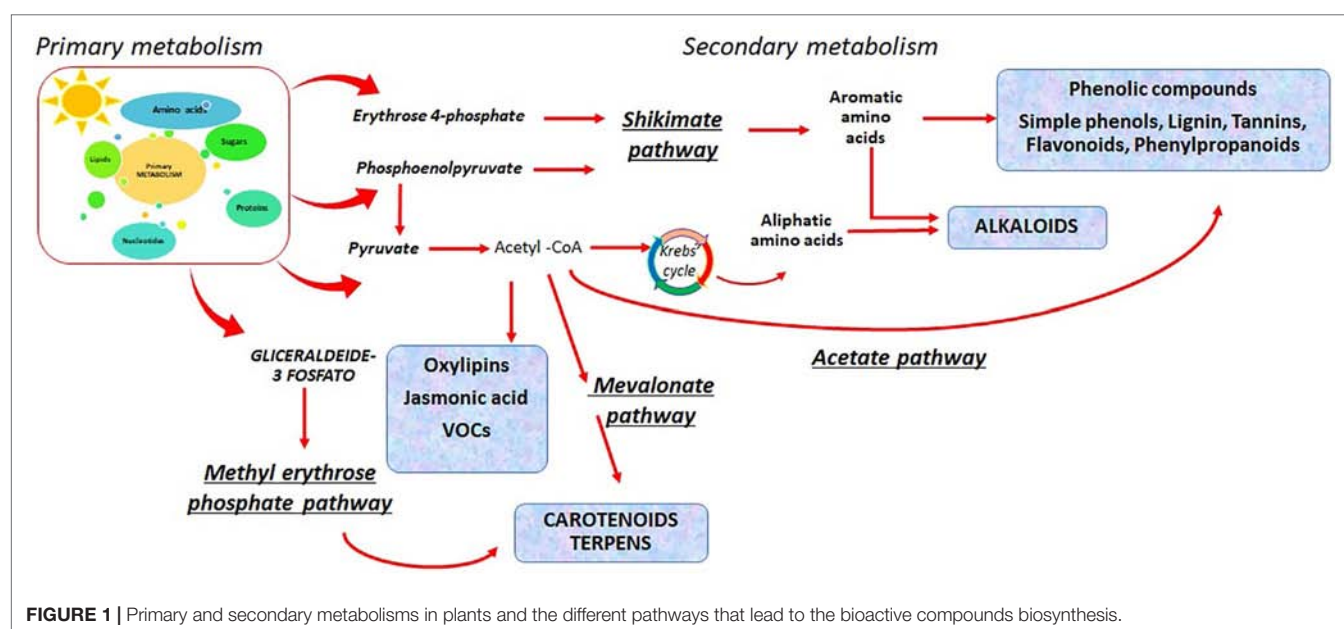 Primary metabolism
Secondary metabolism
Amino acids
Sugars
Lipids
Primary
METABOLISM
Proteins
Nucleotides
Erythrose 4-phosphate
Shikimate
pathway
Aromatic
amino
acids
Phenolic compounds
Simple phenols, Lignin, Tannins,
Flavonoids, Phenylpropanoids
Phosphoenolpyruvate
Pyruvate
Acetyl -CoA
Krebs'
cycle
Aliphatic
amino acids
ALKALOIDS
GLICERALDEIDE-
3 FOSFATO
Oxylipins
Jasmonic acid
VOCs
Mevalonate
pathway
Acetate pathway
Methyl erythrose
phosphate pathway
CAROTENOIDS
TERPENS
FIGURE 1 | Primary and secondary metabolisms in plants and the different pathways that lead to the bioactive compounds biosynthesis.